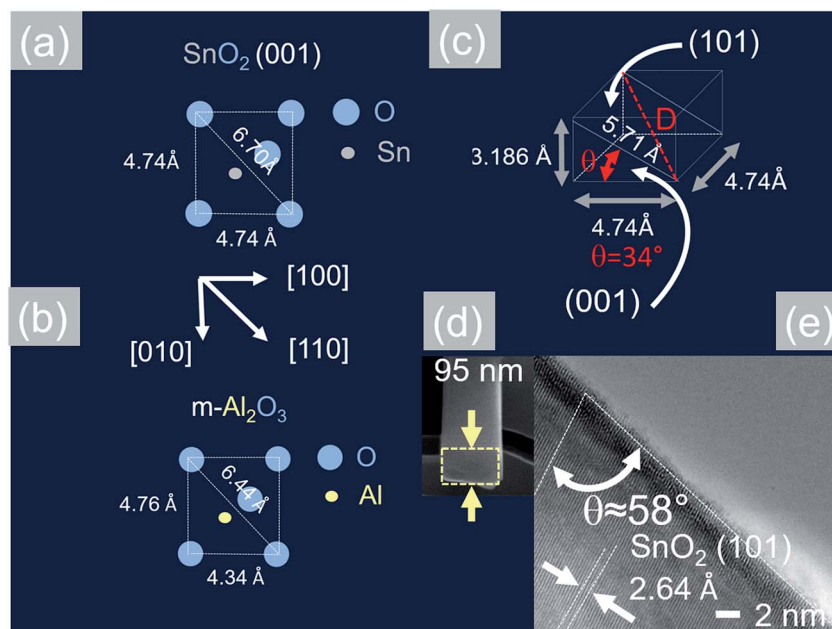 (a)
SnO₂ (001)
O
6.70Å
Sn
4.74Å
4.74 Å
[100]
[010]
[110]
(b)
m-Al₂O₃
O
6.44Å
Al
4.76 Å
4.34 Å
(c)
(101)
D
5.71 Å
3.186 Å
θ
4.74Å
4.74Å
θ=34°
(001)
(d)
95 nm
(e)
θ≈58°
SnO₂ (101)
2.64 Å
2 nm